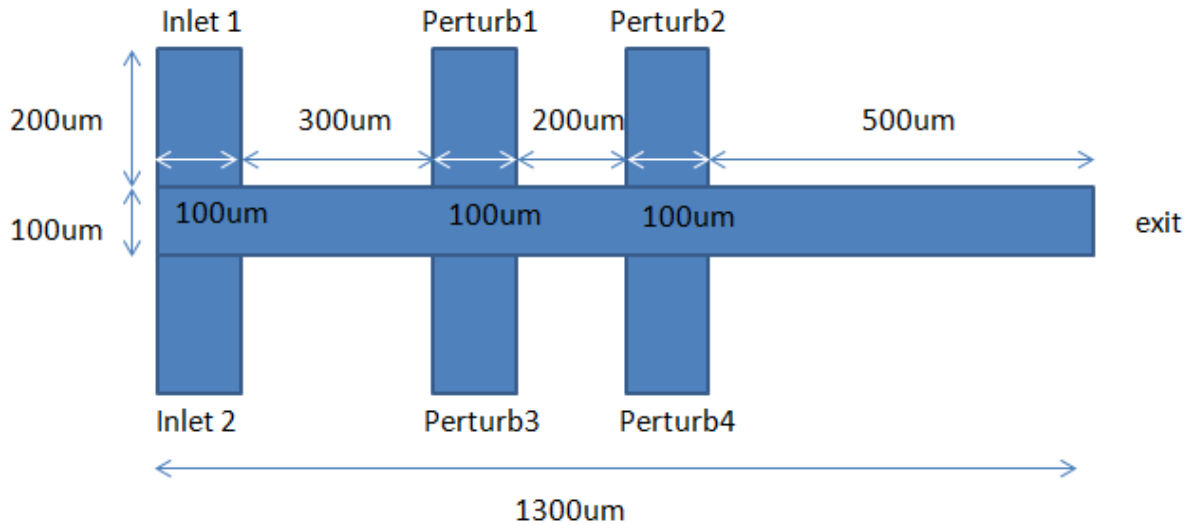 Inlet 1 Perturb1 Perturb2
200um 300um 200um 500um
100um 100um 100um 100um exit
Inlet 2 Perturb3 Perturb4
1300um